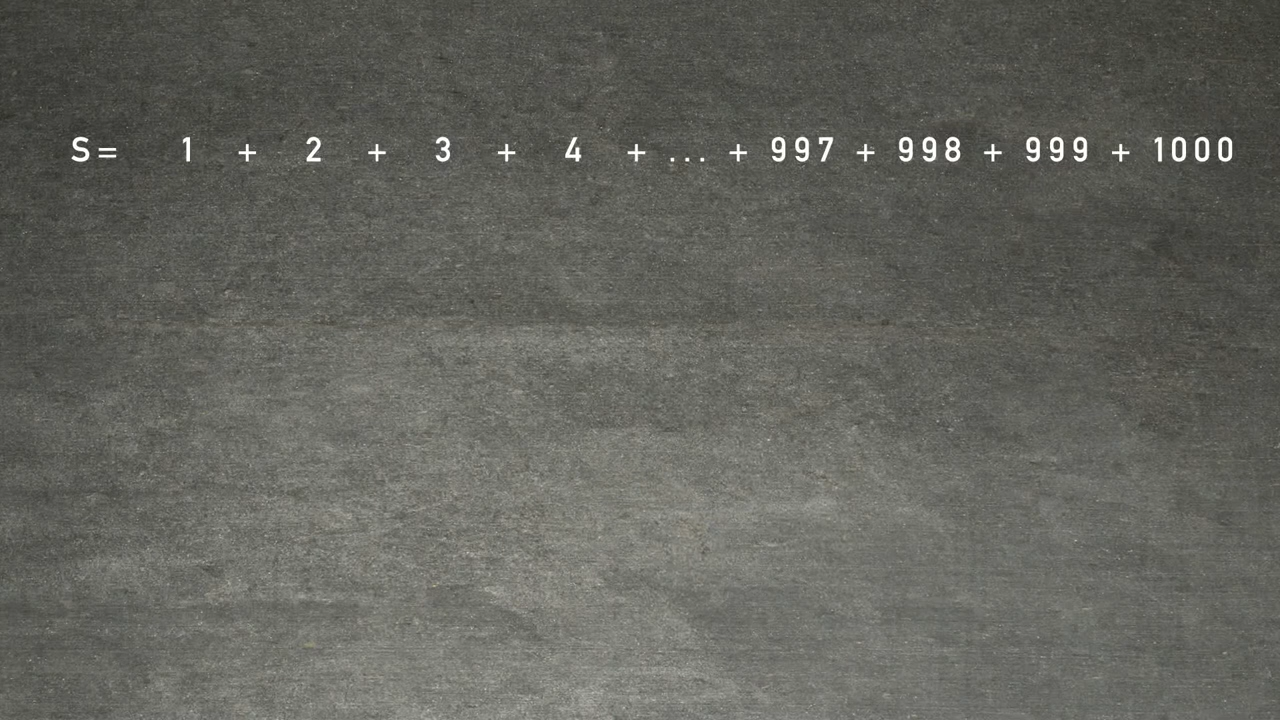 S= 1 + 2 + 3 + 4 + ... + 997 + 998 + 999 + 1000